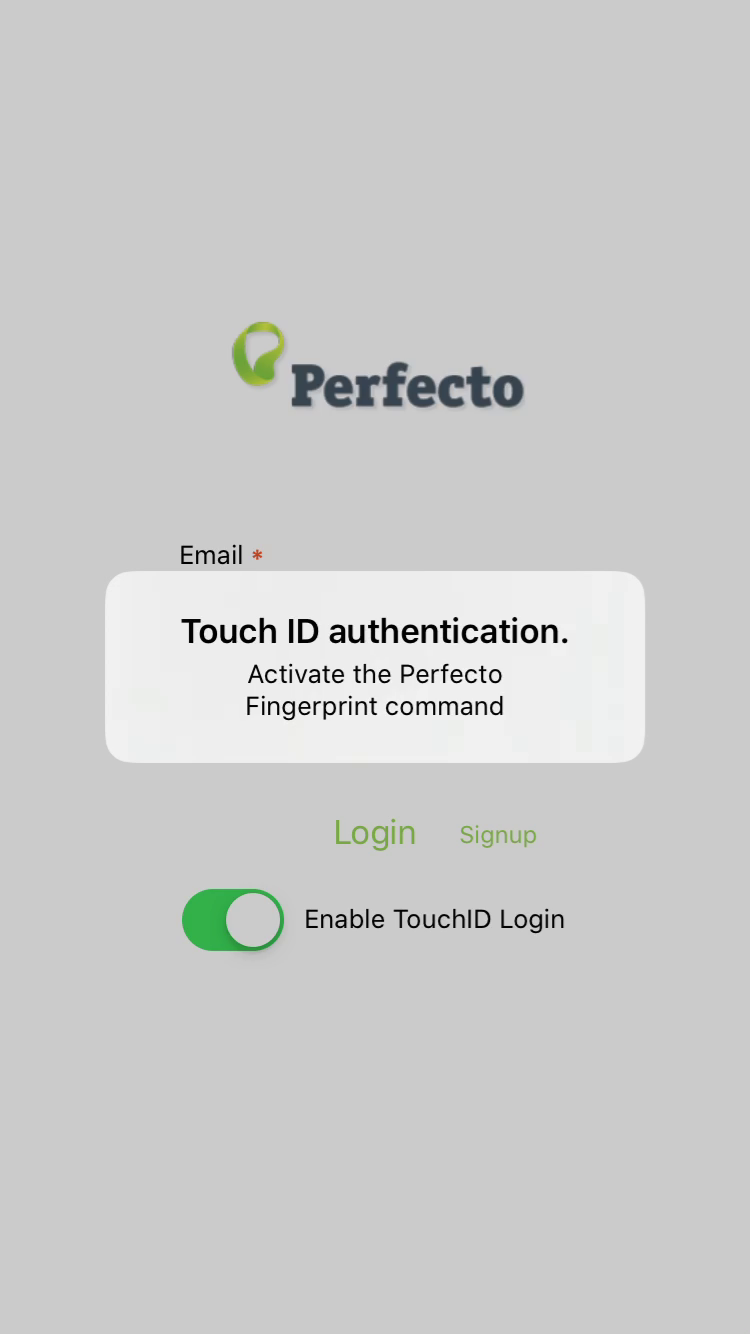 Perfecto
Email *
Touch ID authentication.
Activate the Perfecto
Fingerprint command
Login Signup
Enable TouchID Login